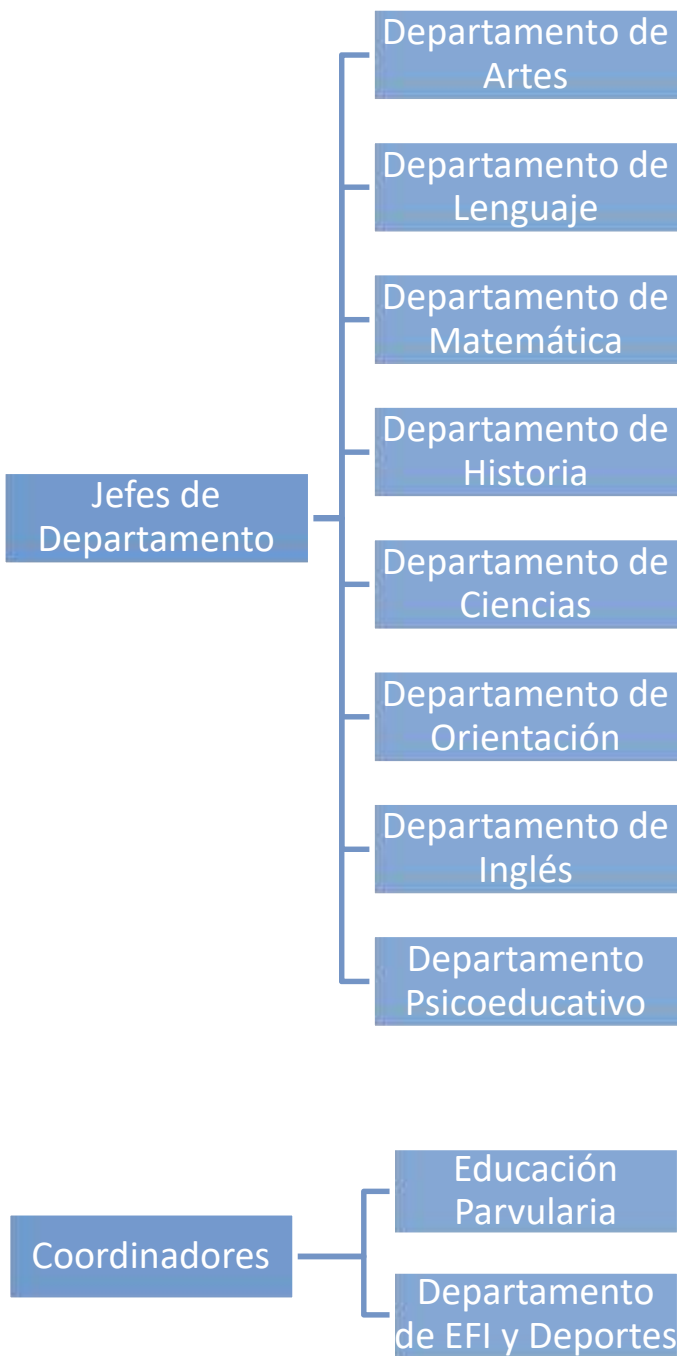 Departamento de
Artes
Departamento de
Lenguaje
Departamento de
Matemática
Departamento de
Historia
Jefes de
Departamento
Departamento de
Ciencias
Departamento de
Orientación
Departamento de
Inglés
Departamento
Psicoeducativo
Educación
Parvularia
Coordinadores
Departamento
de EFI y Deportes